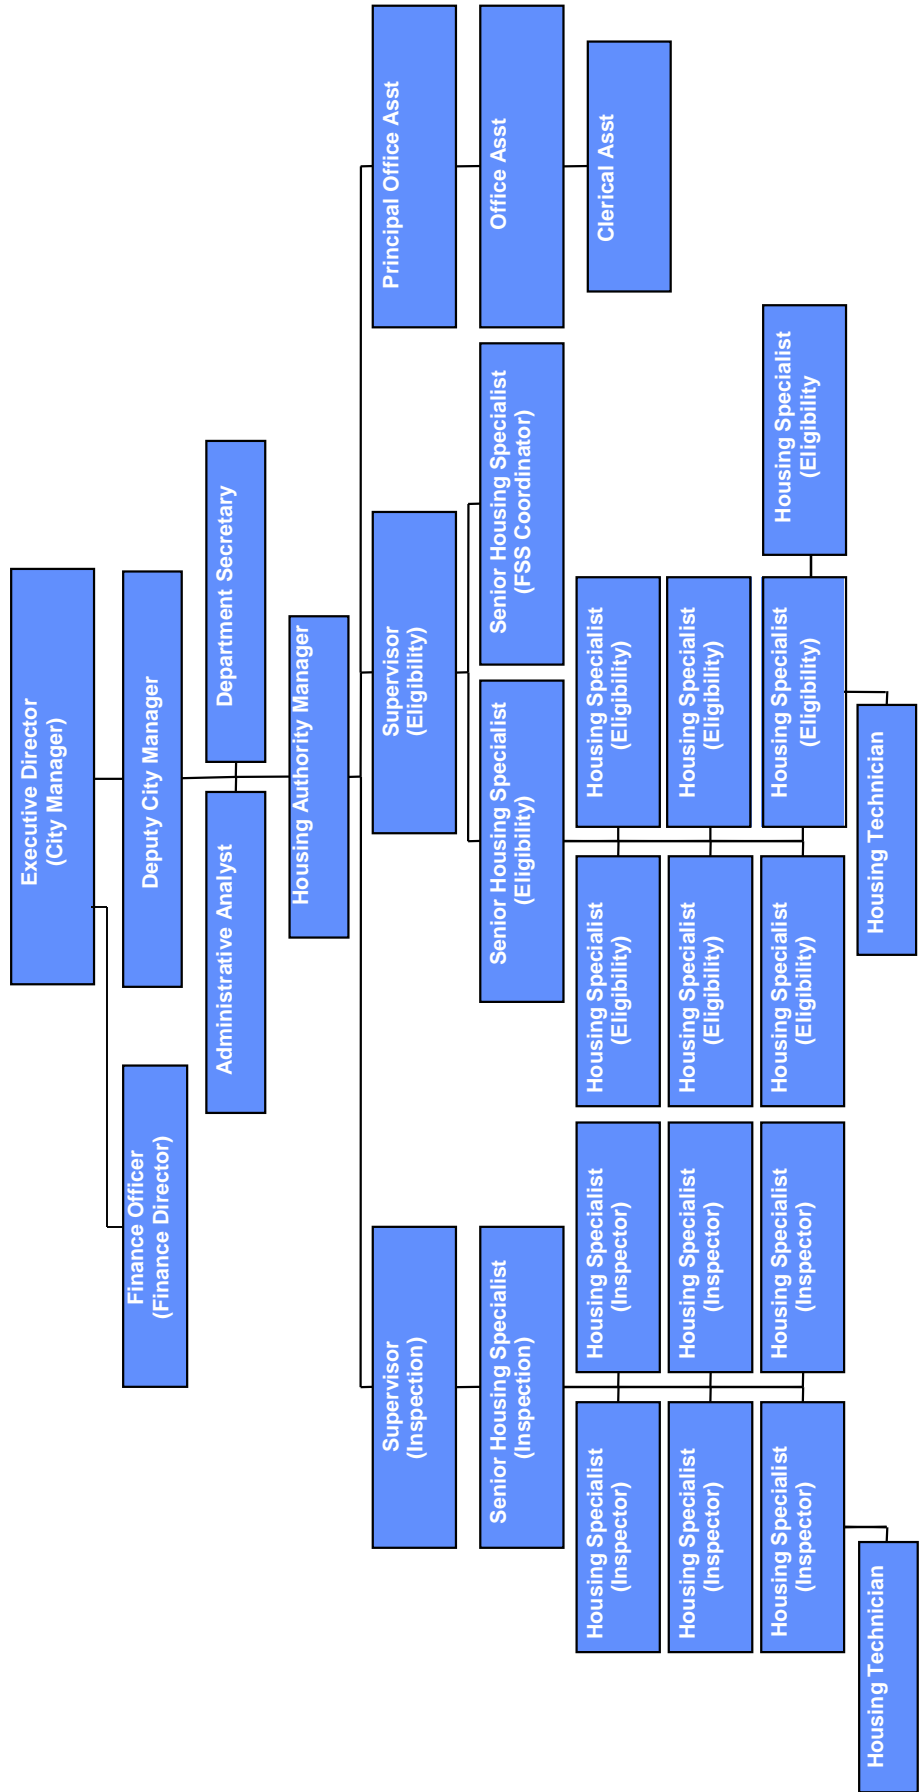 Executive Director
(City Manager)
Finance Officer
(Finance Director)
Deputy City Manager
Administrative Analyst
Department Secretary
Housing Authority Manager
Supervisor
(Inspection)
Supervisor
(Eligibility)
Principal Office Asst
Senior Housing Specialist
(Inspection)
Senior Housing Specialist
(Eligibility)
Senior Housing Specialist
(FSS Coordinator)
Office Asst
Housing Specialist
(Inspector)
Housing Specialist
(Inspector)
Housing Specialist
(Eligibility)
Housing Specialist
(Eligibility)
Clerical Asst
Housing Specialist
(Inspector)
Housing Specialist
(Inspector)
Housing Specialist
(Eligibility)
Housing Specialist
(Eligibility)
Housing Specialist
(Inspector)
Housing Specialist
(Inspector)
Housing Specialist
(Eligibility)
Housing Specialist
(Eligibility)
Housing Specialist
(Eligibility
Housing Technician
Housing Technician